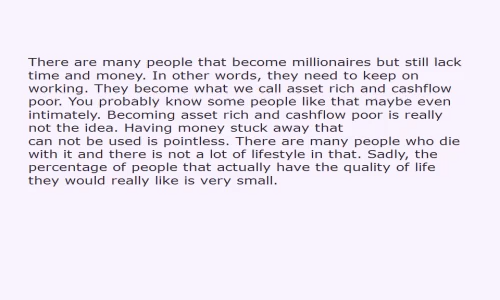 There are many people that become millionaires but still lack
time and money. In other words, they need to keep on
working. They become what we call asset rich and cashflow
poor. You probably know some people like that maybe even
intimately. Becoming asset rich and cashflow poor is really
not the idea. Having money stuck away that
can not be used is pointless. There are many people who die
with it and there is not a lot of lifestyle in that. Sadly, the
percentage of people that actually have the quality of life
they would really like is very small.